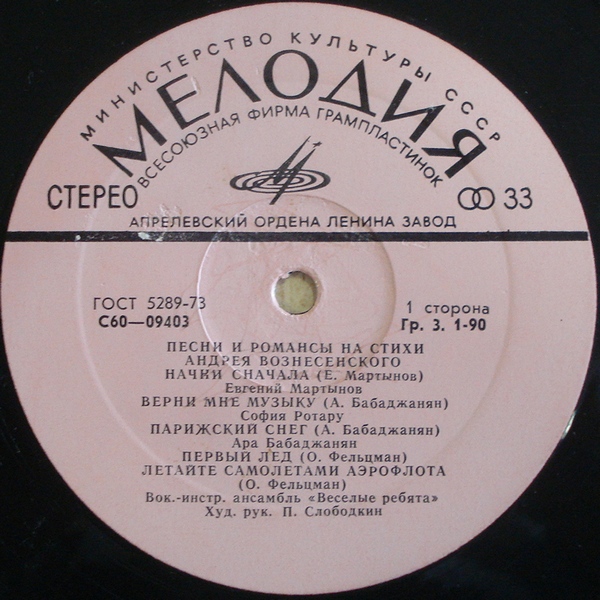 МИНИСТЕРСТВО КУЛЬТУРЫ СССР
МЕЛОДИЯ
ВСЕСОЮЗНАЯ ФИРМА ГРАМПЛАСТИНОК
СТЕРЕО
33
АПРЕЛЕВСКИЙ ОРДЕНА ЛЕНИНА ЗАВОД
ГОСТ 5289-73
1 сторона
С60—09403
Гр. 3. 1-90
ПЕСНИ И РОМАНСЫ НА СТИХИ
АНДРЕЯ ВОЗНЕСЕНСКОГО
НАЧНИ СНАЧАЛА (Е. Мартынов)
Евгений Мартынов
ВЕРНИ МНЕ МУЗЫКУ (А. Бабаджанян)
София Ротару
ПАРИЖСКИЙ СНЕГ (А. Бабаджанян)
Ара Бабаджанян
ПЕРВЫЙ ЛЕД (О. Фельцман)
ЛЕТАЙТЕ САМОЛЕТАМИ АЭРОФЛОТА
(О. Фельцман)
Вок.-инстр. ансамбль «Веселые ребята»
Худ. рук. П. Слободкин